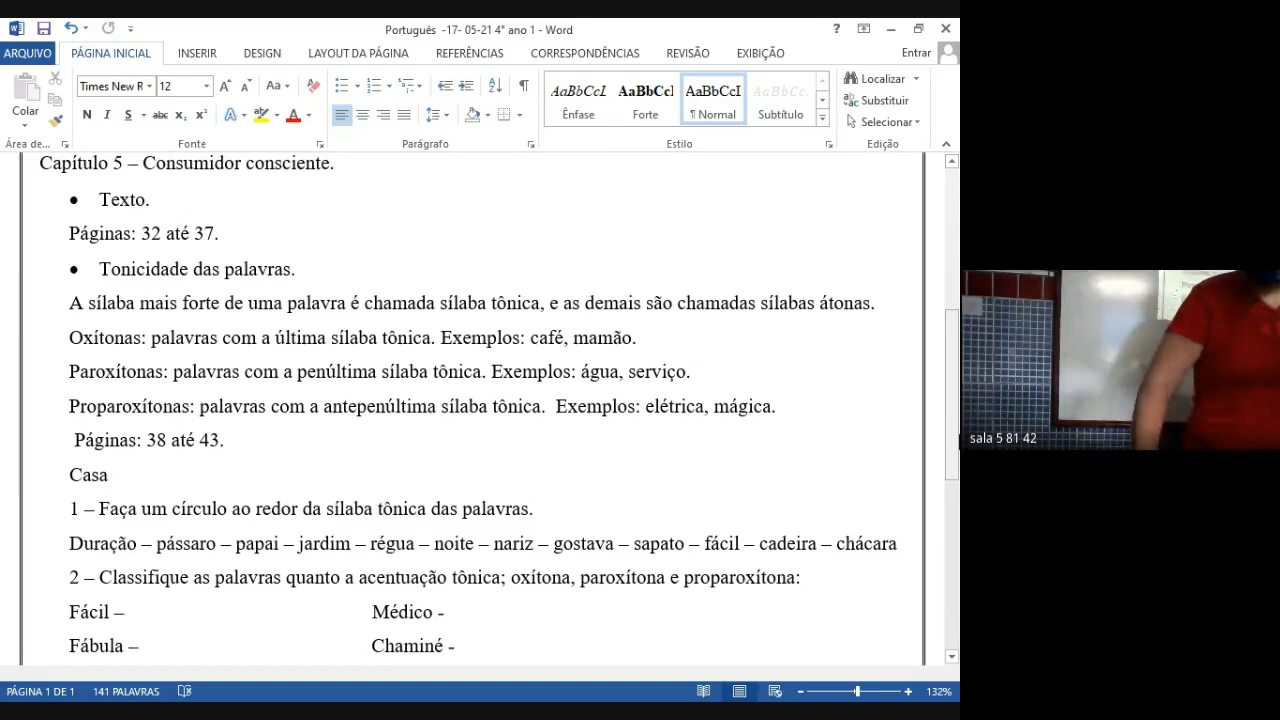 Português -17- 05-21 4° ano 1 - Word
ARQUIVO PÁGINA INICIAL INSERIR DESIGN LAYOUT DA PÁGINA REFERÊNCIAS CORRESPONDÊNCIAS REVISÃO EXIBIÇÃO Entrar
Colar
Times New R 12
Aa
N I S abc x₂ x² A A
AaBbCcL AaBbCcI AaBbCcI AaBbCc.
Ênfase Forte ¶ Normal Subtítulo
Localizar
Substituir
Selecionar
Área de... Fonte Parágrafo Estilo Edição
Capítulo 5 – Consumidor consciente.
• Texto.
Páginas: 32 até 37.
• Tonicidade das palavras.
A sílaba mais forte de uma palavra é chamada sílaba tônica, e as demais são chamadas sílabas átonas.
Oxítonas: palavras com a última sílaba tônica. Exemplos: café, mamão.
Paroxítonas: palavras com a penúltima sílaba tônica. Exemplos: água, serviço.
Proparoxítonas: palavras com a antepenúltima sílaba tônica.  Exemplos: elétrica, mágica.
Páginas: 38 até 43.
Casa
1 – Faça um círculo ao redor da sílaba tônica das palavras.
Duração – pássaro – papai – jardim – régua – noite – nariz – gostava – sapato – fácil – cadeira – chácara
2 – Classifique as palavras quanto a acentuação tônica; oxítona, paroxítona e proparoxítona:
Fácil – Médico -
Fábula – Chaminé -
PÁGINA 1 DE 1 141 PALAVRAS 132%
sala 5 81 42